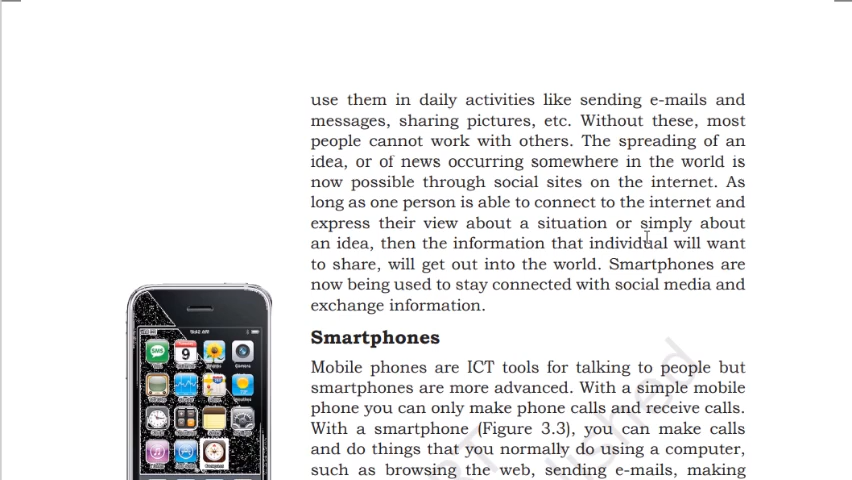 use them in daily activities like sending e-mails and
messages, sharing pictures, etc. Without these, most
people cannot work with others. The spreading of an
idea, or of news occurring somewhere in the world is
now possible through social sites on the internet. As
long as one person is able to connect to the internet and
express their view about a situation or simply about
an idea, then the information that individual will want
to share, will get out into the world. Smartphones are
now being used to stay connected with social media and
exchange information.
Smartphones
Mobile phones are ICT tools for talking to people but
smartphones are more advanced. With a simple mobile
phone you can only make phone calls and receive calls.
With a smartphone (Figure 3.3), you can make calls
and do things that you normally do using a computer,
such as browsing the web, sending e-mails, making
SMS
9